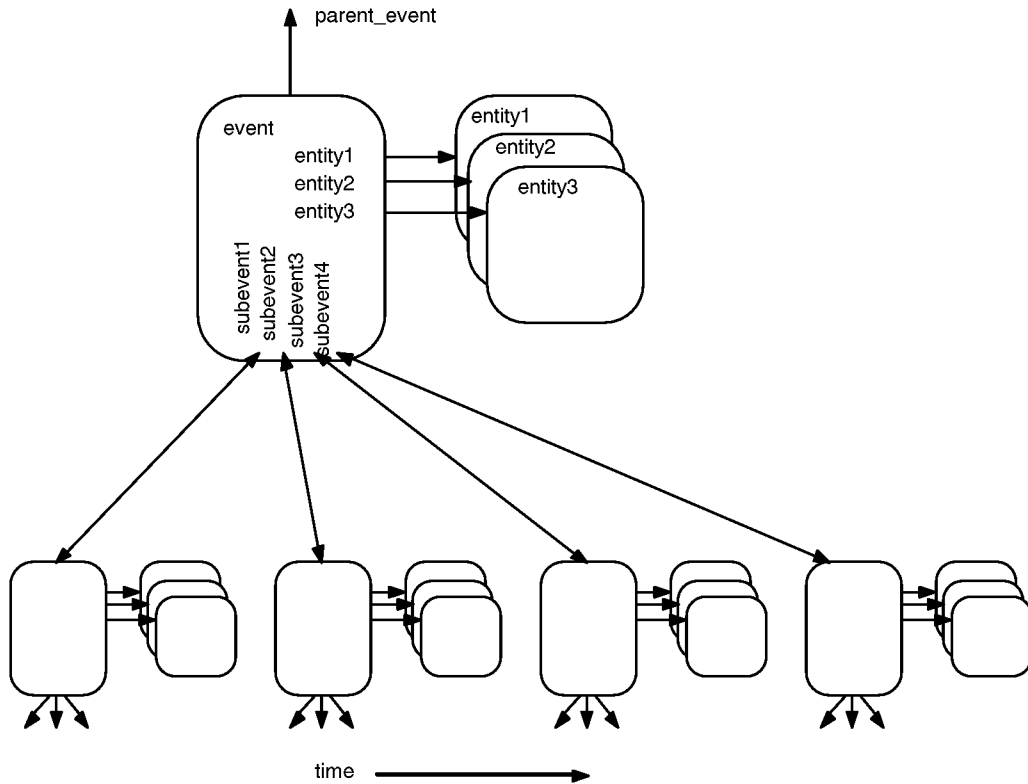 parent_event
event
entity1
entity2
entity3
subevent1
subevent2
subevent3
subevent4
entity1
entity2
entity3
time